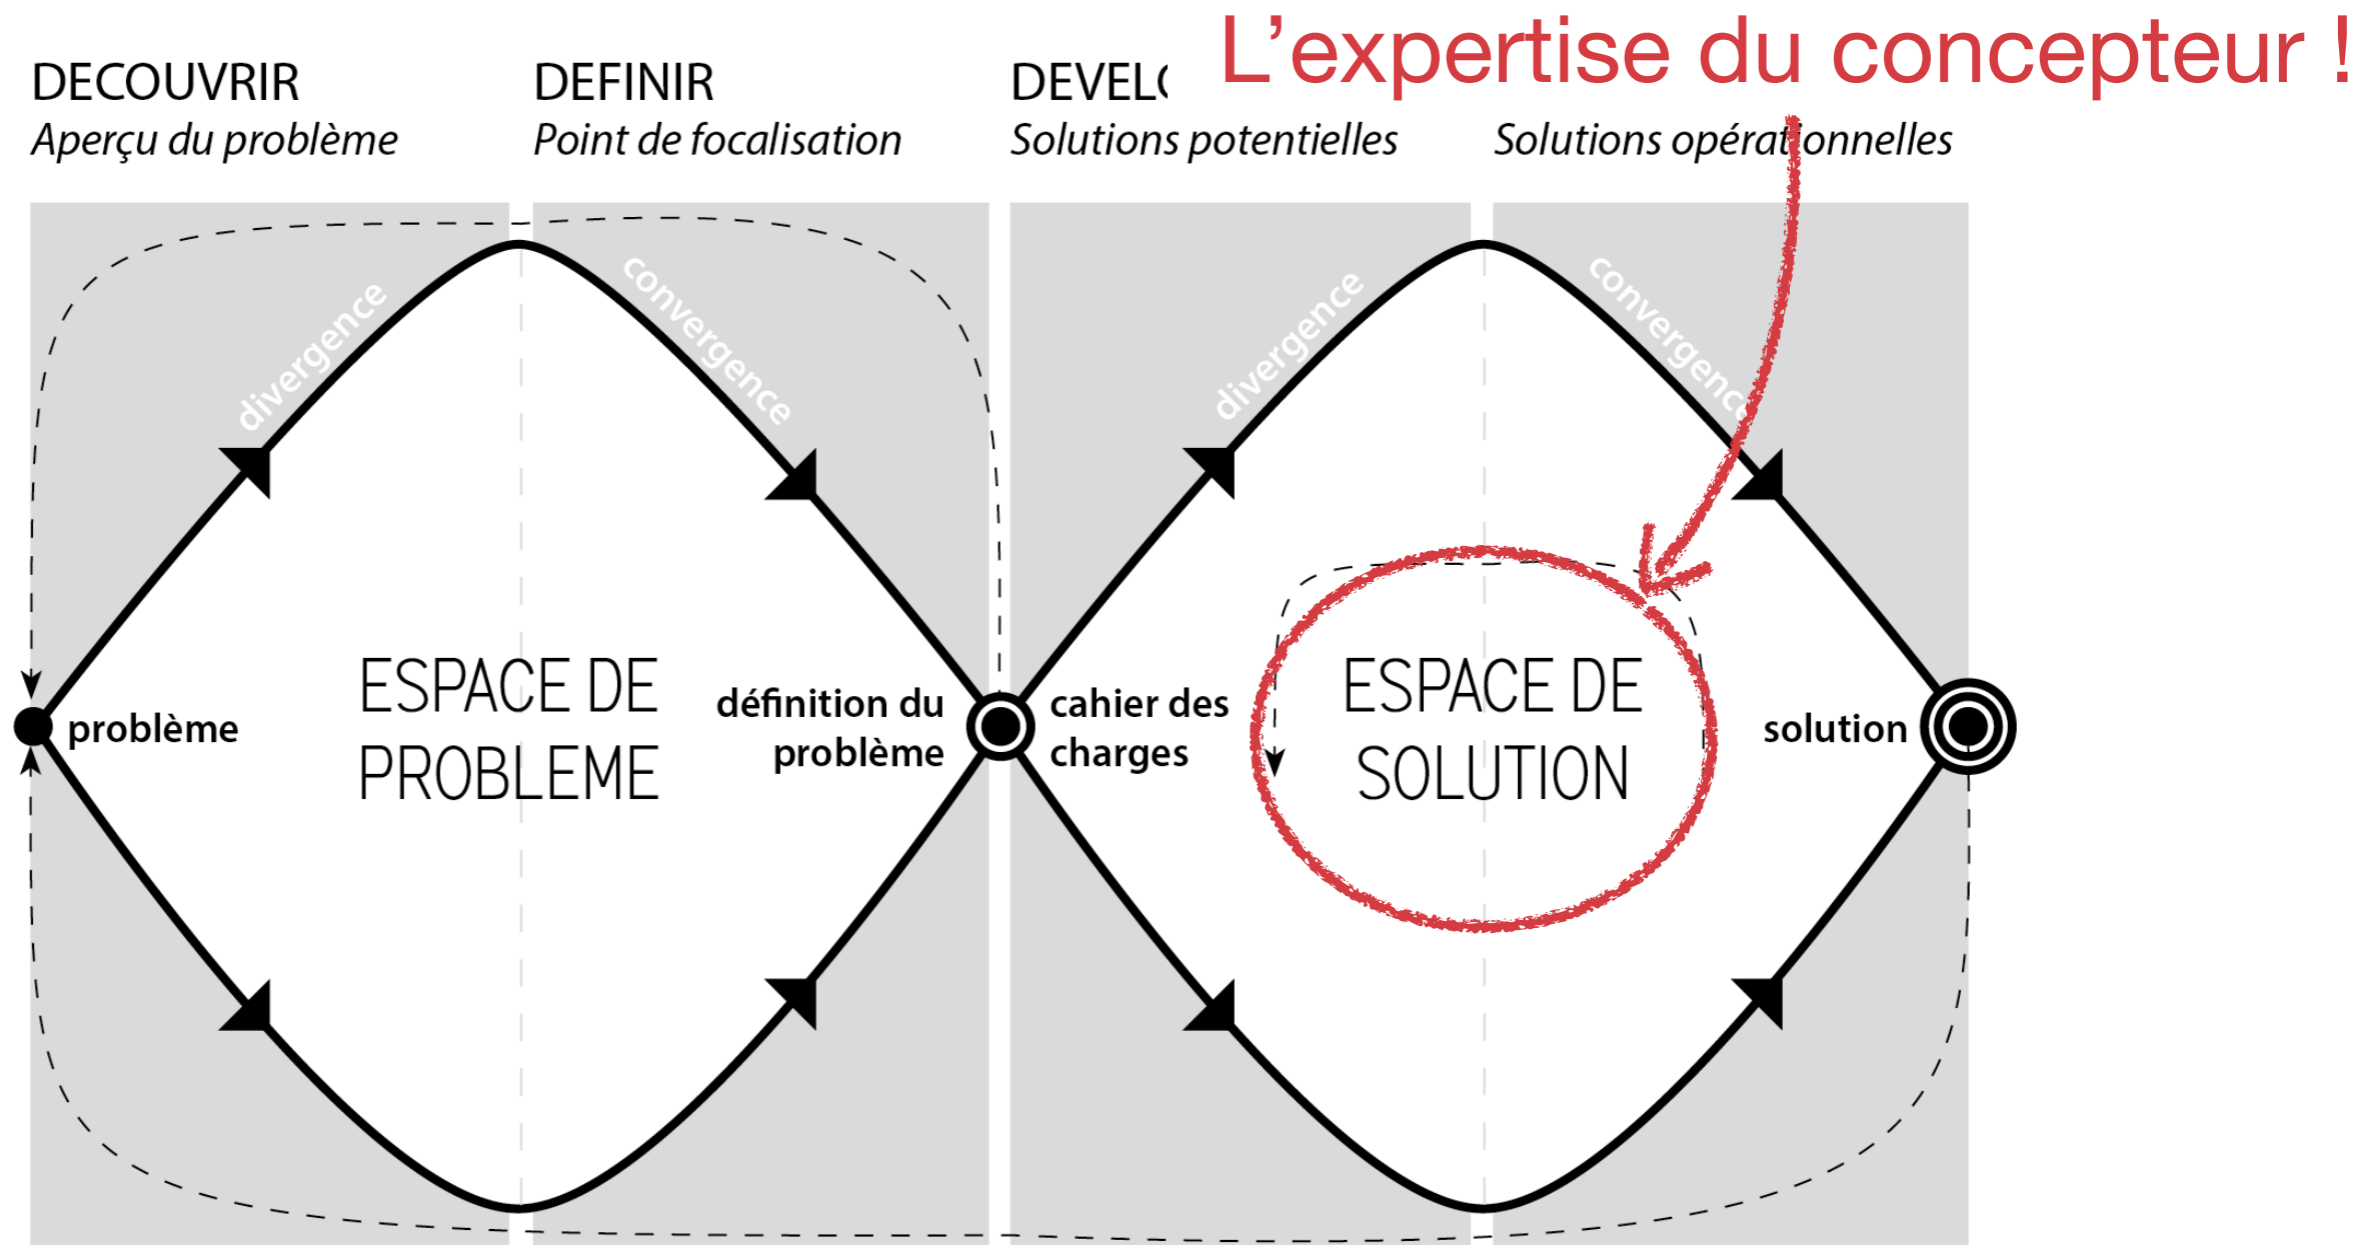 L’expertise du concepteur !
DECOUVRIR
Aperçu du problème
DEFINIR
Point de focalisation
Solutions potentielles
Solutions opérationnelles
divergence
convergence
divergence
convergence
problème
ESPACE DE
PROBLEME
définition du
problème
cahier des
charges
ESPACE DE
SOLUTION
solution